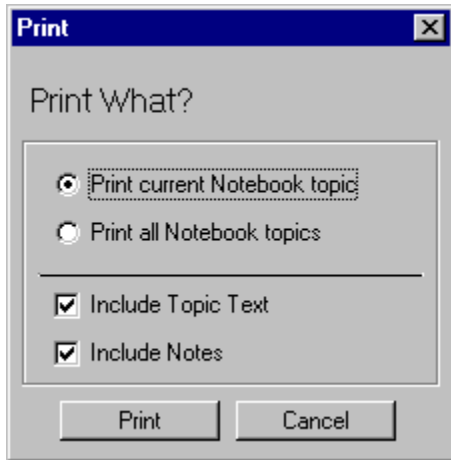 Print
Print What?
Print current Notebook topic
Print all Notebook topics
Include Topic Text
Include Notes
Print Cancel